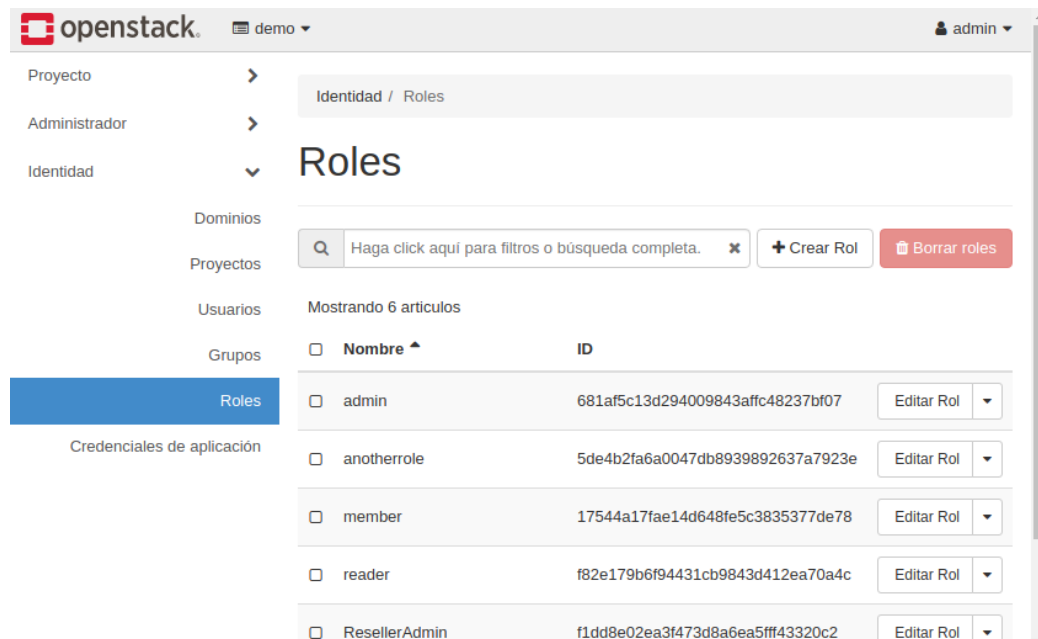 openstack. demo admin
Proyecto
Administrador
Identidad
Dominios
Proyectos
Usuarios
Grupos
Roles
Credenciales de aplicación
Identidad / Roles
Roles
Haga click aquí para filtros o búsqueda completa. Crear Rol Borrar roles
Mostrando 6 articulos
Nombre ID
admin 681af5c13d294009843affc48237bf07 Editar Rol
anotherrole 5de4b2fa6a0047db8939892637a7923e Editar Rol
member 17544a17fae14d648fe5c3835377de78 Editar Rol
reader f82e179b6f94431cb9843d412ea70a4c Editar Rol
ResellerAdmin f1dd8e02ea3f473d8a6ea5fff43320c2 Editar Rol